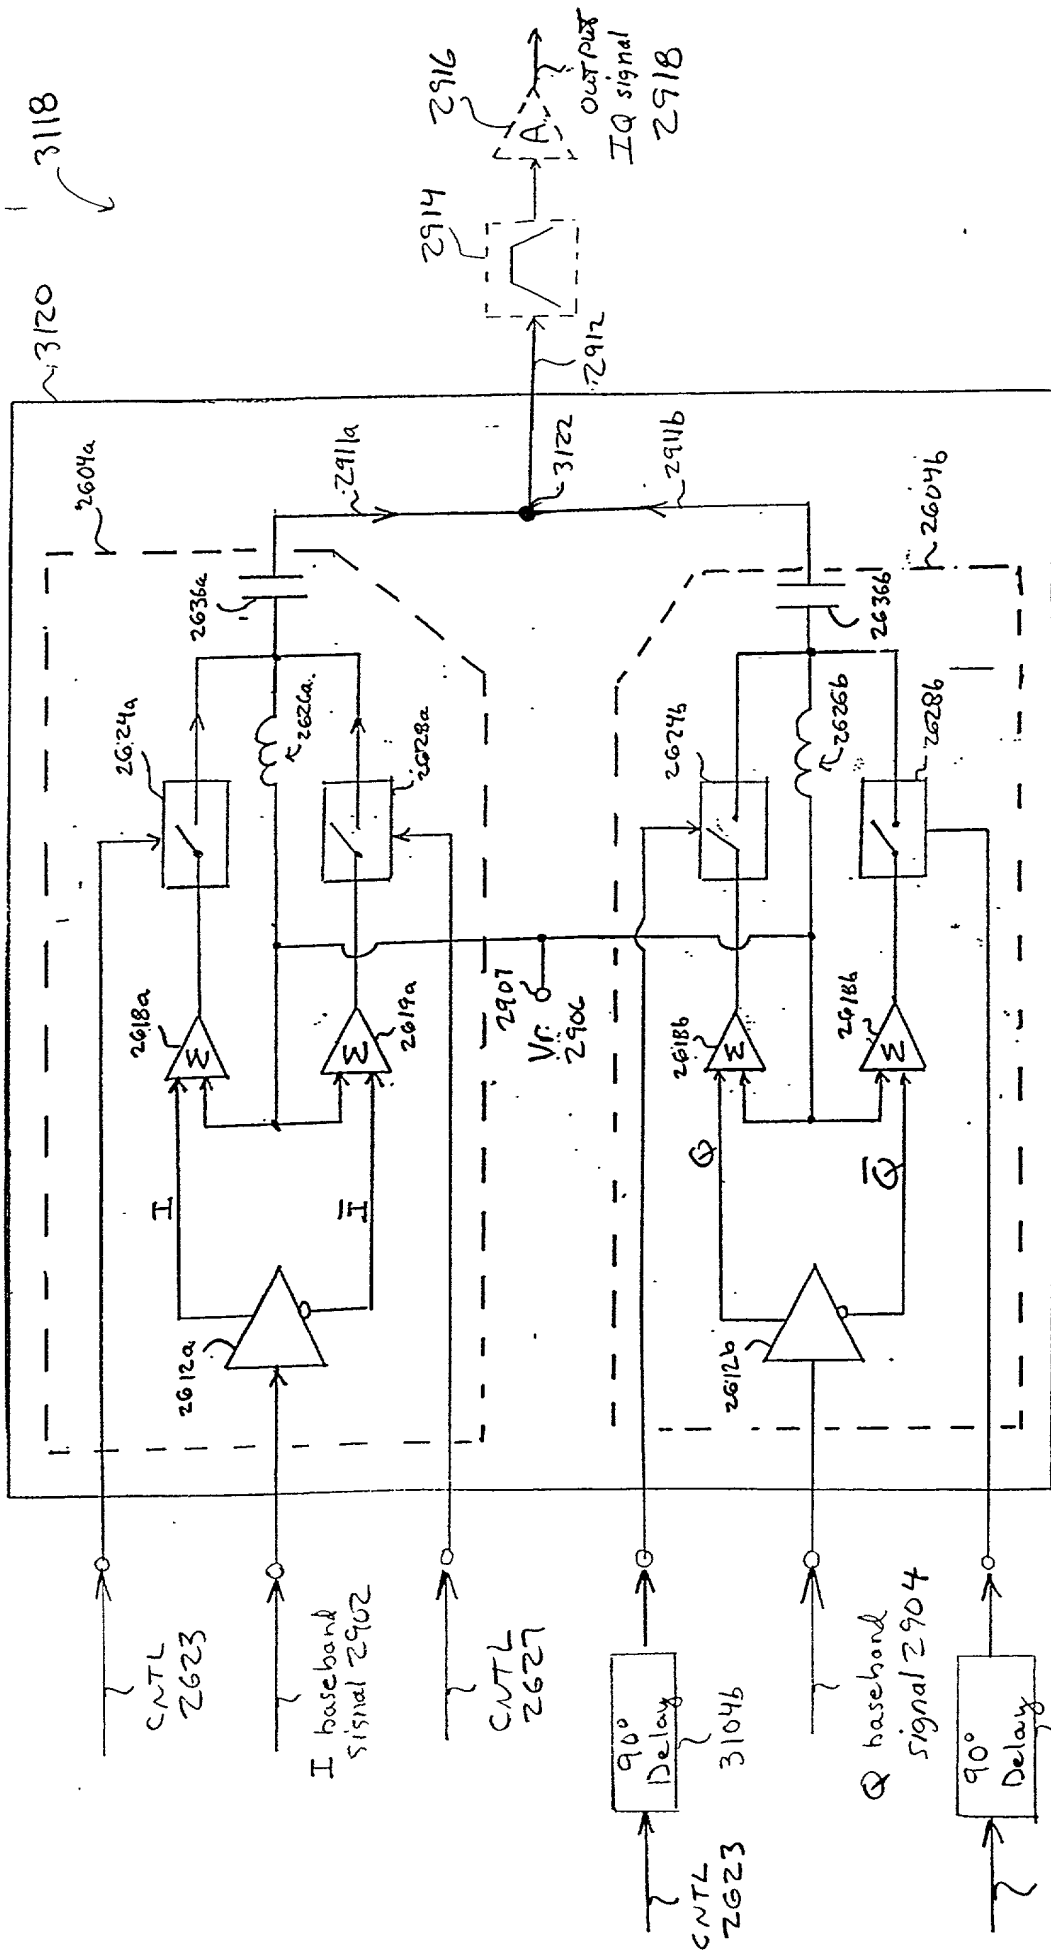 3118
3120
2604a
2916
A
OUTPUT
IQ signal
2918
2914
2912
2911a
3122
2911b
2636a
2624a
2626a
2628a
2618a
Σ
2619a
Σ
I
I̅
2612a
2907
Vr
2906
2604b
2636b
2624b
2626b
2628b
2618b
Σ
2618b
Σ
Q
Q̅
2612b
CNTL
2623
I baseband
signal 2902
CNTL
2627
90°
Delay
3104b
CNTL
2623
Q baseband
signal 2904
90°
Delay